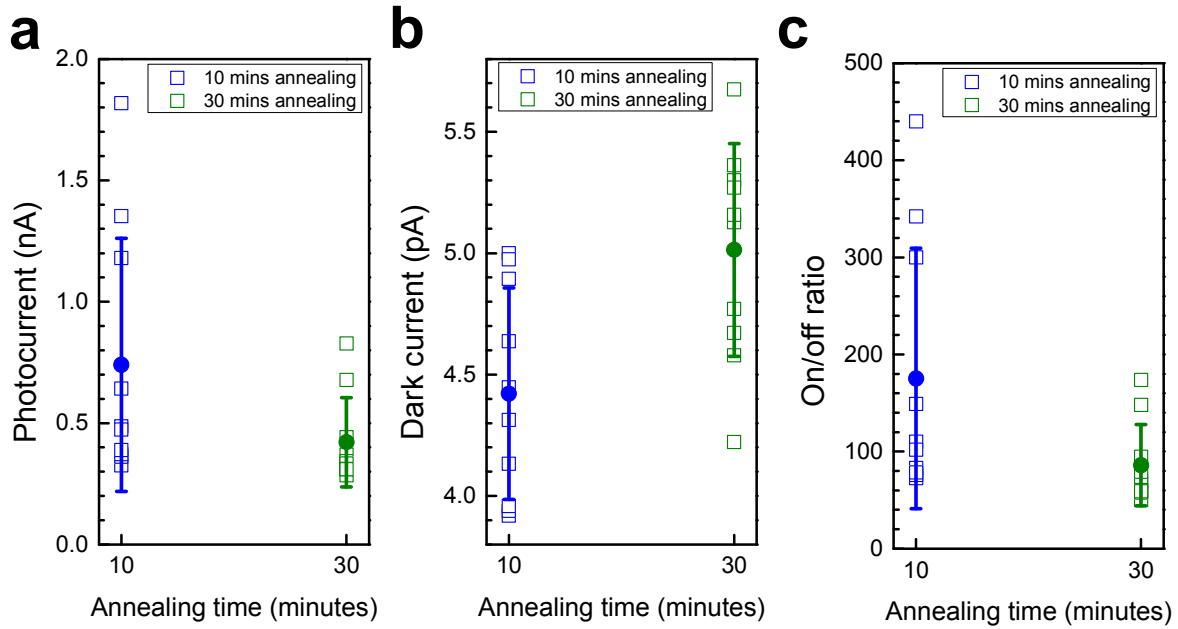 a
2.0
1.5
1.0
0.5
0.0
Photocurrent (nA)
10 mins annealing
30 mins annealing
10
30
Annealing time (minutes)
b
5.5
5.0
4.5
4.0
Dark current (pA)
10 mins annealing
30 mins annealing
10
30
Annealing time (minutes)
c
500
400
300
200
100
0
On/off ratio
10 mins annealing
30 mins annealing
10
30
Annealing time (minutes)